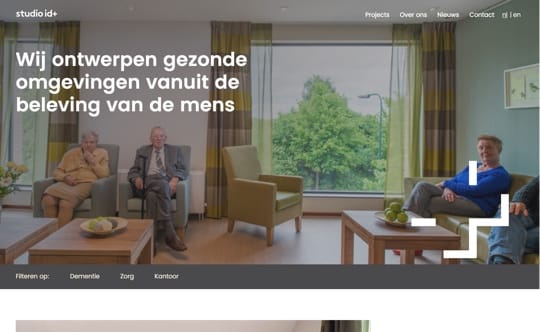 studio id+
Projects Over ons Nieuws Contact nl | en
Wij ontwerpen gezonde
omgevingen vanuit de
beleving van de mens
Filteren op: Dementie Zorg Kantoor